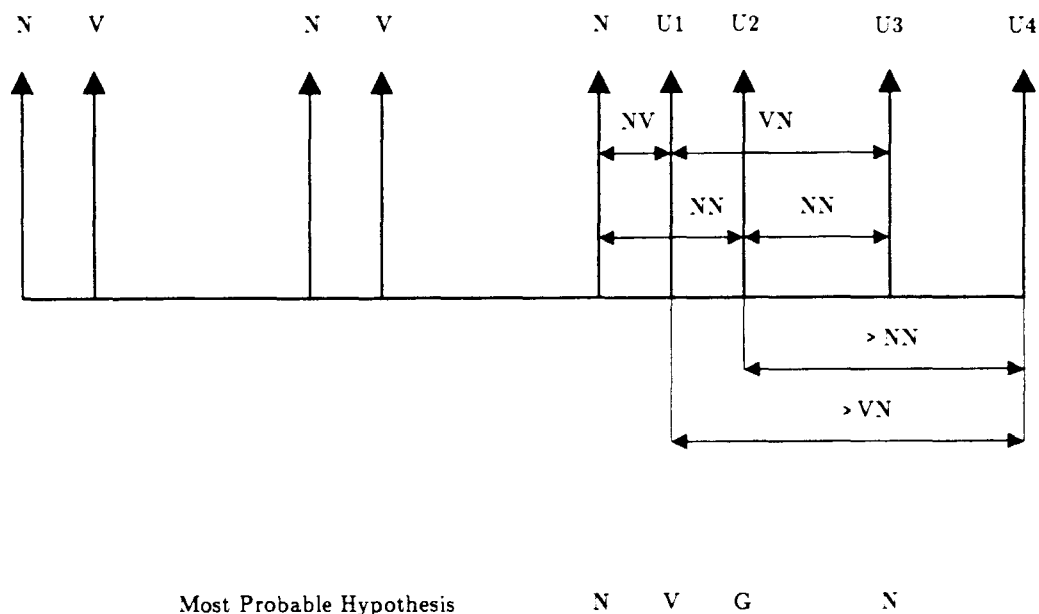 N V N V N U1 U2 U3 U4
NV VN
NN NN
> NN
> VN
Most Probable Hypothesis N V G N